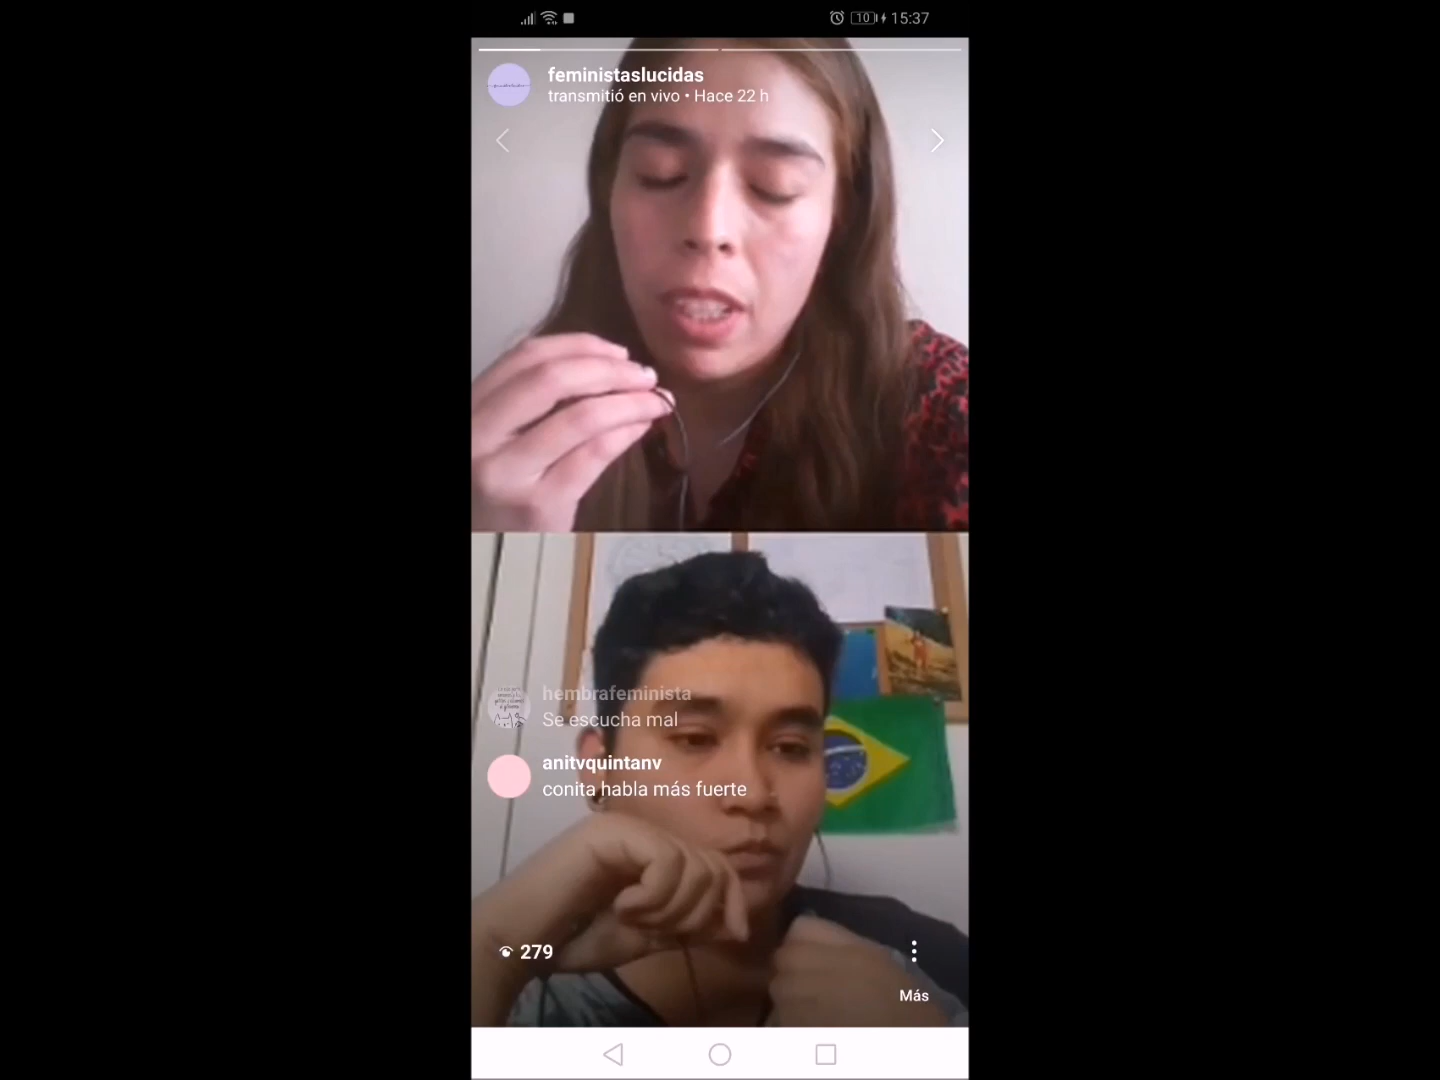 10 15:37
feministaslucidas
transmitió en vivo • Hace 22 h
hembrafeminista
Se escucha mal
anitvquintanv
conita habla más fuerte
279
Más